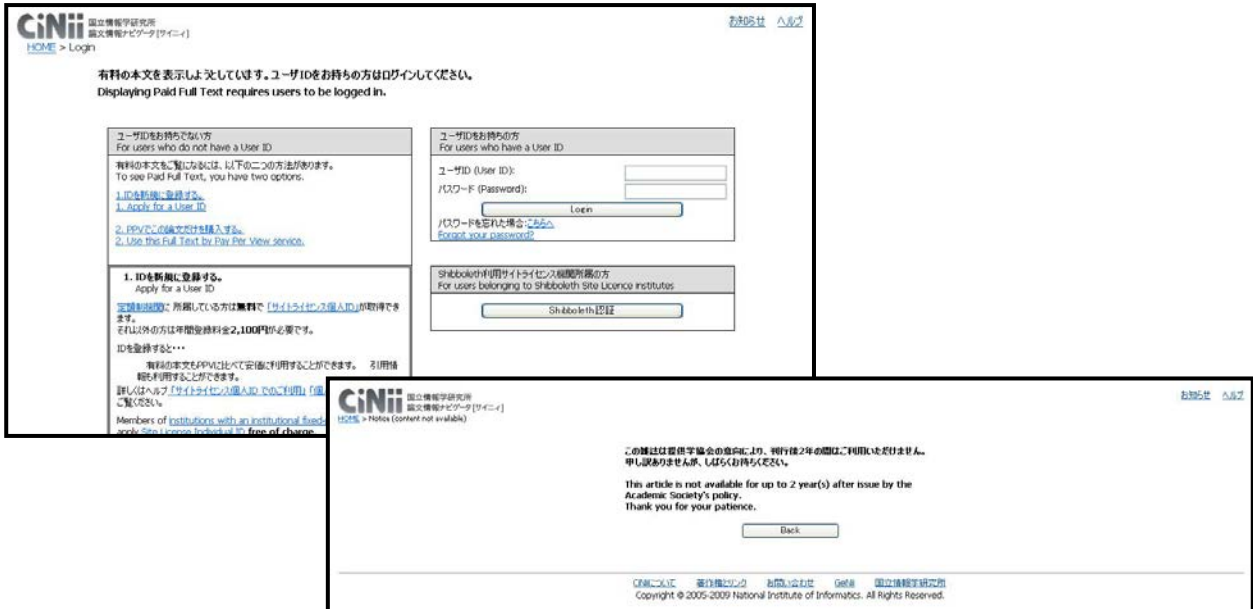 CiNii 国立情報学研究所
論文情報ナビゲータ[サイニィ]
お知らせ ヘルプ
HOME > Login
有料の本文を表示しようとしています。ユーザIDをお持ちの方はログインしてください。
Displaying Paid Full Text requires users to be logged in.
ユーザIDをお持ちでない方
For users who do not have a User ID
有料の本文をご覧になるには、以下の二つの方法があります。
To see Paid Full Text, you have two options.
1.IDを新規に登録する。
1. Apply for a User ID
2. PPVでこの論文だけを購入する。
2. Use this Full Text by Pay Per View service.
1. IDを新規に登録する。
Apply for a User ID
定額制機関に 所属している方は無料で「サイトライセンス個人ID」が取得でき
ます。
それ以外の方は年間登録料金2,100円が必要です。
IDを登録すると・・・
有料の本文もPPVに比べて安価に利用することができます。 引用情
報も利用することができます。
詳しくはヘルプ「サイトライセンス個人ID でのご利用」「個
ご覧ください。
Members of institutions with an institutional fixed-
apply Site License Individual ID free of charge.
ユーザIDをお持ちの方
For users who have a User ID
ユーザID (User ID):
パスワード (Password):
Login
パスワードを忘れた場合:こちらへ
Forgot your password?
Shibboleth利用サイトライセンス機関所属の方
For users belonging to Shibboleth Site Licence institutes
Shibboleth認証
CiNii 国立情報学研究所
論文情報ナビゲータ[サイニィ]
お知らせ ヘルプ
HOME > Notice (content not available)
この雑誌は提供学協会の意向により、刊行後2年の間はご利用いただけません。
申し訳ありませんが、しばらくお待ちください。
This article is not available for up to 2 year(s) after issue by the
Academic Society's policy.
Thank you for your patience.
Back
CiNiiについて 著作権とリンク お問い合わせ GeNii 国立情報学研究所
Copyright © 2005-2009 National Institute of Informatics. All Rights Reserved.